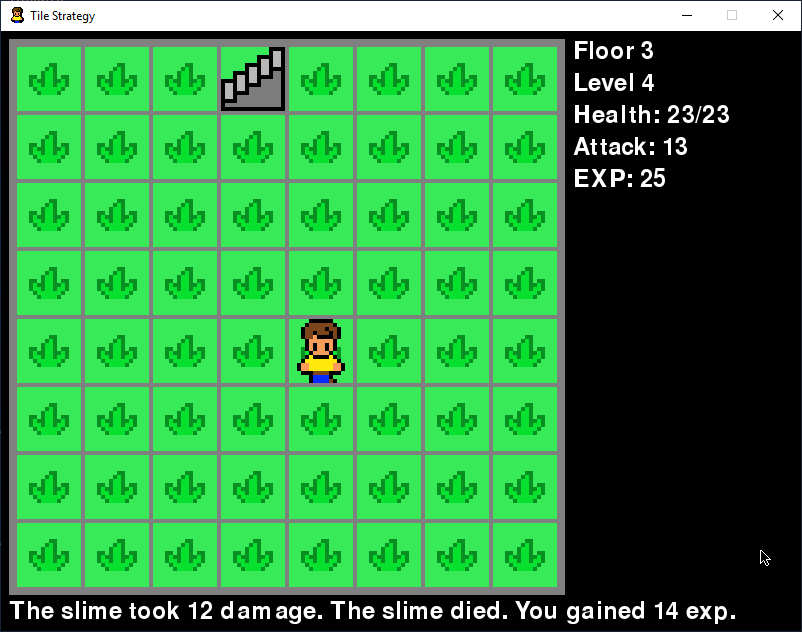 Tile Strategy
Floor 3
Level 4
Health: 23/23
Attack: 13
EXP: 25
The slime took 12 damage. The slime died. You gained 14 exp.